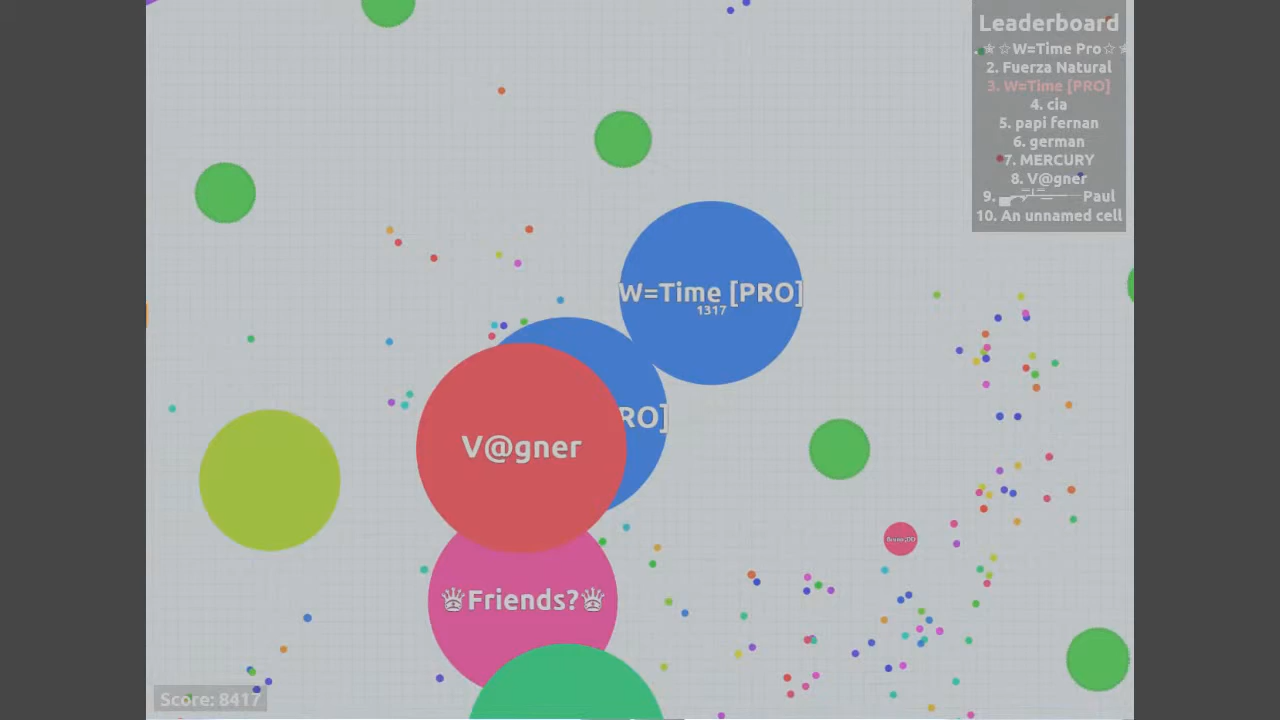 Leaderboard
☆☆W=Time Pro☆☆
2. Fuerza Natural
3. W=Time [PRO]
4. cia
5. papi fernan
6. german
7. MERCURY
8. V@gner
9. ︻╦╤─ Paul
10. An unnamed cell
W=Time [PRO]
1317
RO]
V@gner
♛Friends?♛
Score: 8417